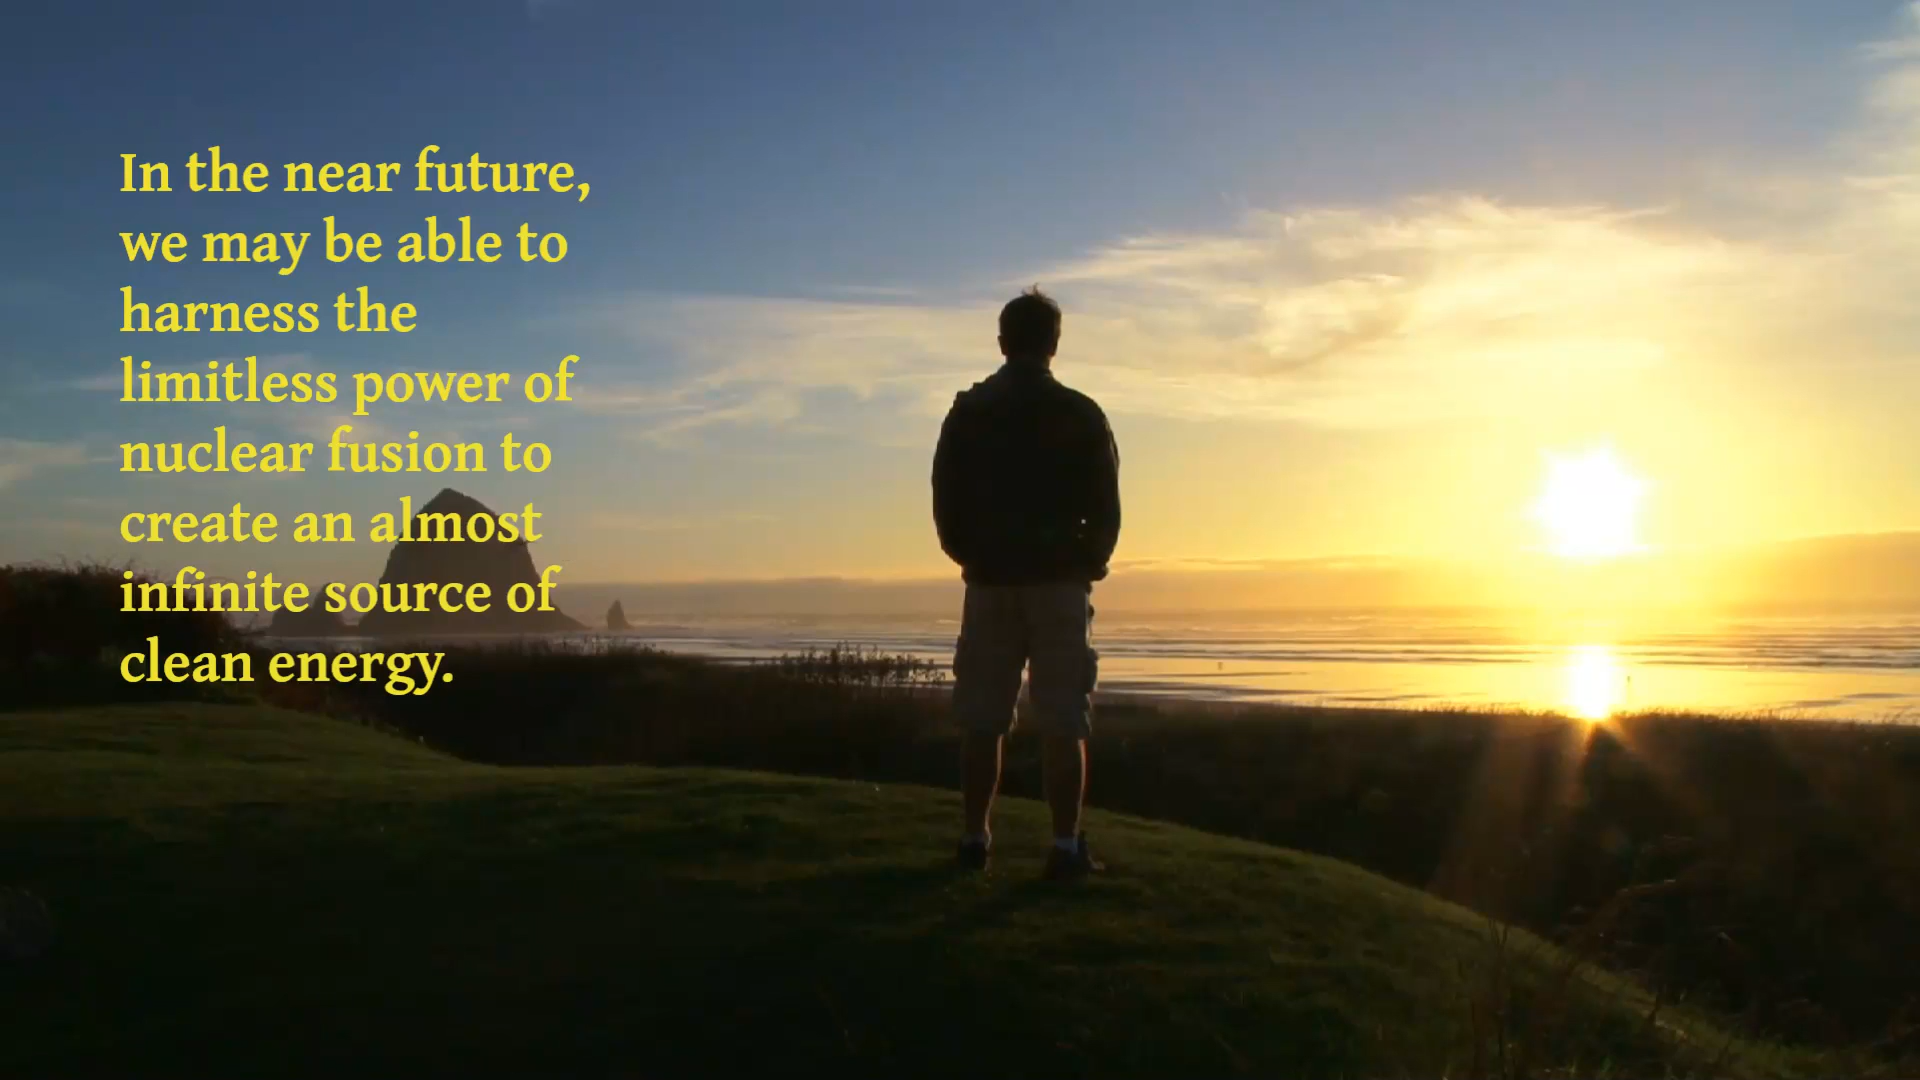 In the near future,
we may be able to
harness the
limitless power of
nuclear fusion to
create an almost
infinite source of
clean energy.